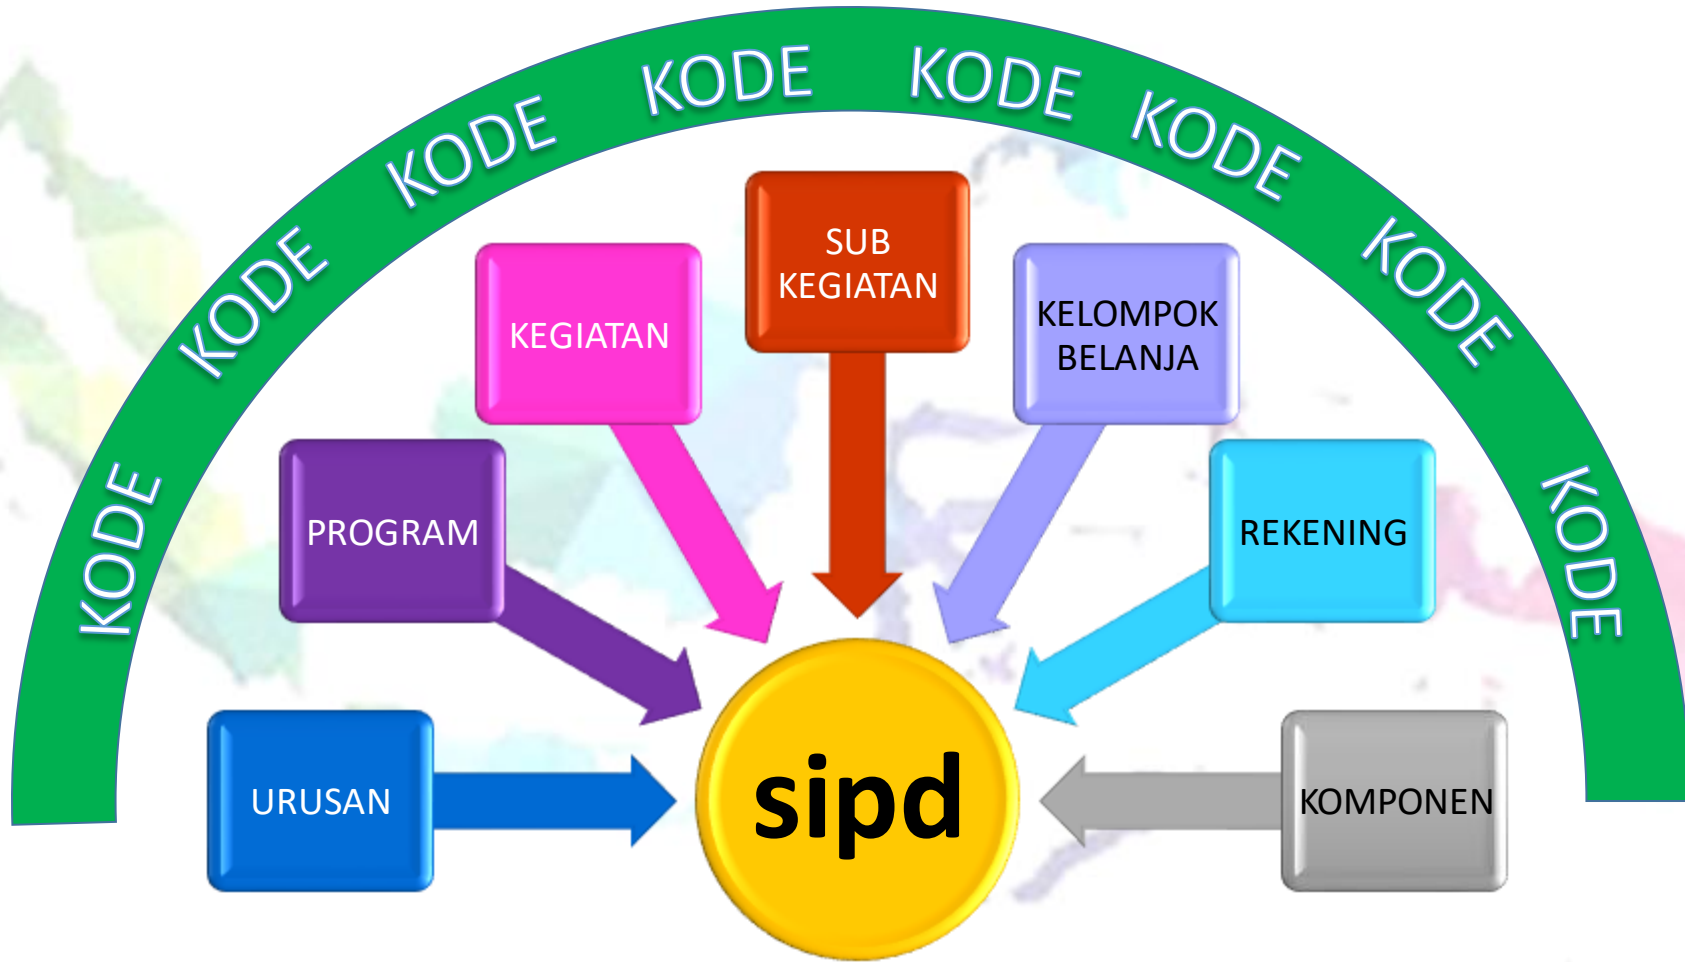 KODE
KODE
KODE
KODE
KODE
KODE
KODE
KODE
SUB
KEGIATAN
KEGIATAN
KELOMPOK
BELANJA
PROGRAM
REKENING
URUSAN
sipd
KOMPONEN